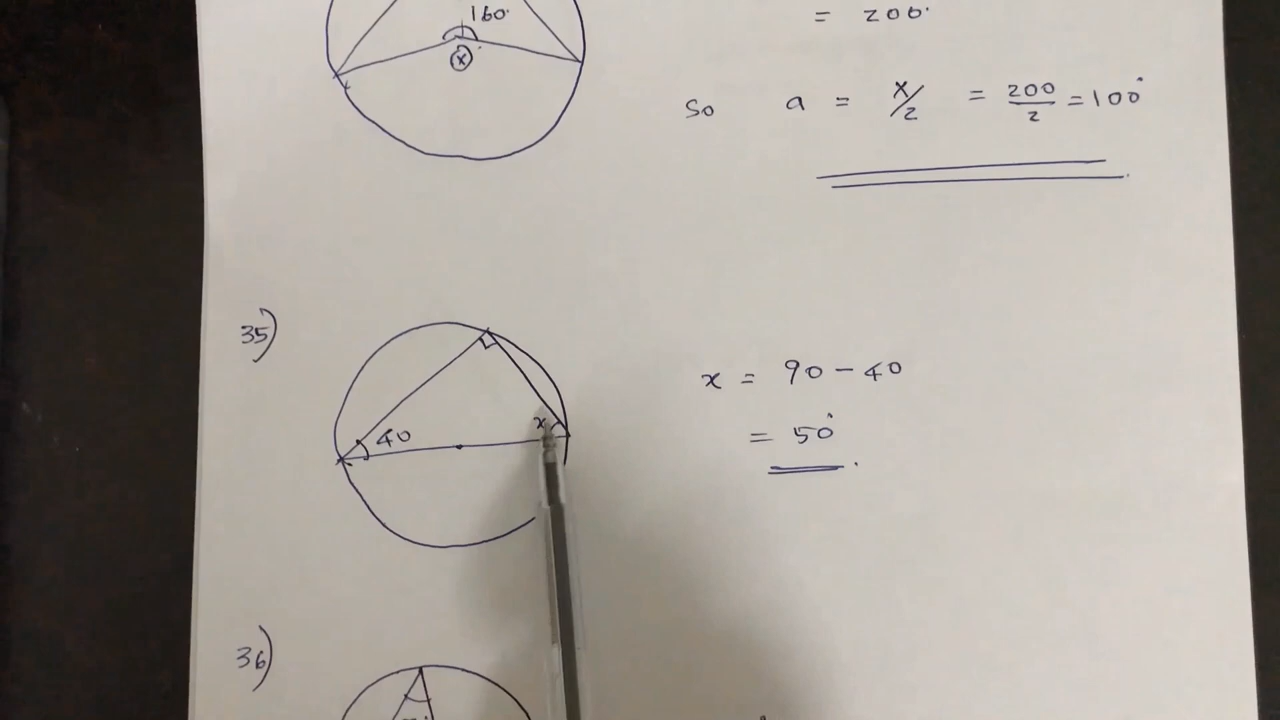 160°
x
= 200°
So a = x/2 = 200/2 = 100°
35)
40
x
x = 90 - 40
= 50°
36)